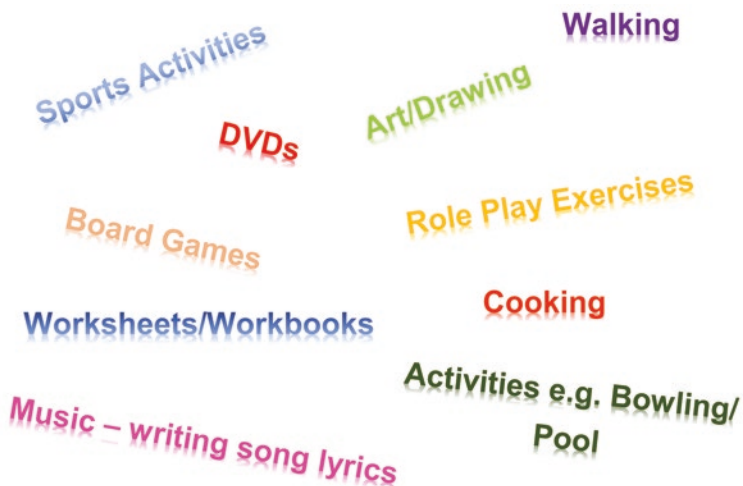 Walking
Sports Activities
Art/Drawing
DVDs
Role Play Exercises
Board Games
Cooking
Worksheets/Workbooks
Activities e.g. Bowling/
Pool
Music – writing song lyrics